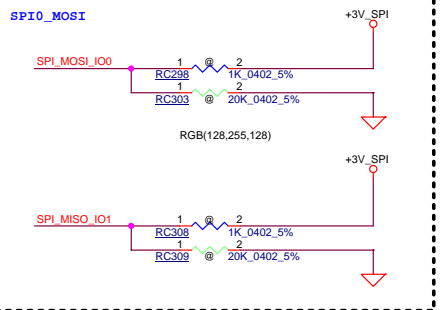 SPI0_MOSI
+3V_SPI
SPI_MOSI_IO0
1 @ 2
RC298 1K_0402_5%
1 2
RC303 @ 20K_0402_5%
RGB(128,255,128)
+3V_SPI
SPI_MISO_IO1
1 @ 2
RC308 1K_0402_5%
1 2
RC309 @ 20K_0402_5%